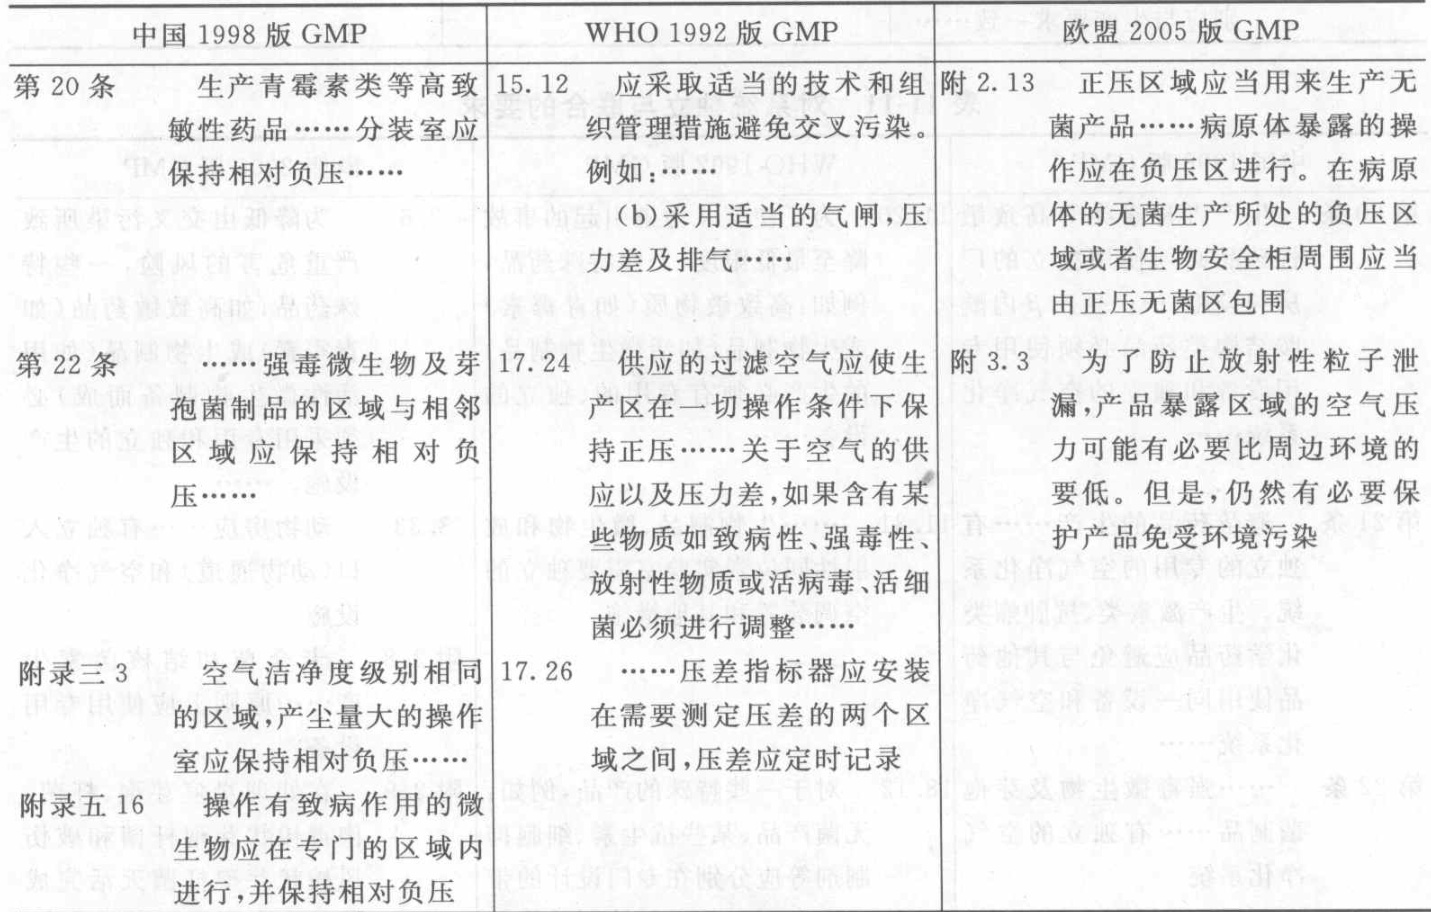 中国 1998 版 GMP
WHO 1992 版 GMP
欧盟 2005 版 GMP
第 20 条 生产青霉素类等高致
敏性药品……分装室应
保持相对负压……
第 22 条 ……强毒微生物及芽
孢菌制品的区域与相邻
区域应保持相对负
压……
附录三 3 空气洁净度级别相同
的区域,产尘量大的操作
室应保持相对负压……
附录五 16 操作有致病作用的微
生物应在专门的区域内
进行,并保持相对负压
15.12 应采取适当的技术和组
织管理措施避免交叉污染。
例如:……
(b) 采用适当的气闸,压
力差及排气……
17.24 供应的过滤空气应使生
产区在一切操作条件下保
持正压……关于空气的供
应以及压力差,如果含有某
些物质如致病性、强毒性、
放射性物质或活病毒、活细
菌必须进行调整……
17.26 ……压差指标器应安装
在需要测定压差的两个区
域之间,压差应定时记录
附 2.13 正压区域应当用来生产无
菌产品……病原体暴露的操
作应在负压区进行。在病原
体的无菌生产所处的负压区
域或者生物安全柜周围应当
由正压无菌区包围
附 3.3 为了防止放射性粒子泄
漏,产品暴露区域的空气压
力可能有必要比周边环境的
要低。但是,仍然有必要保
护产品免受环境污染